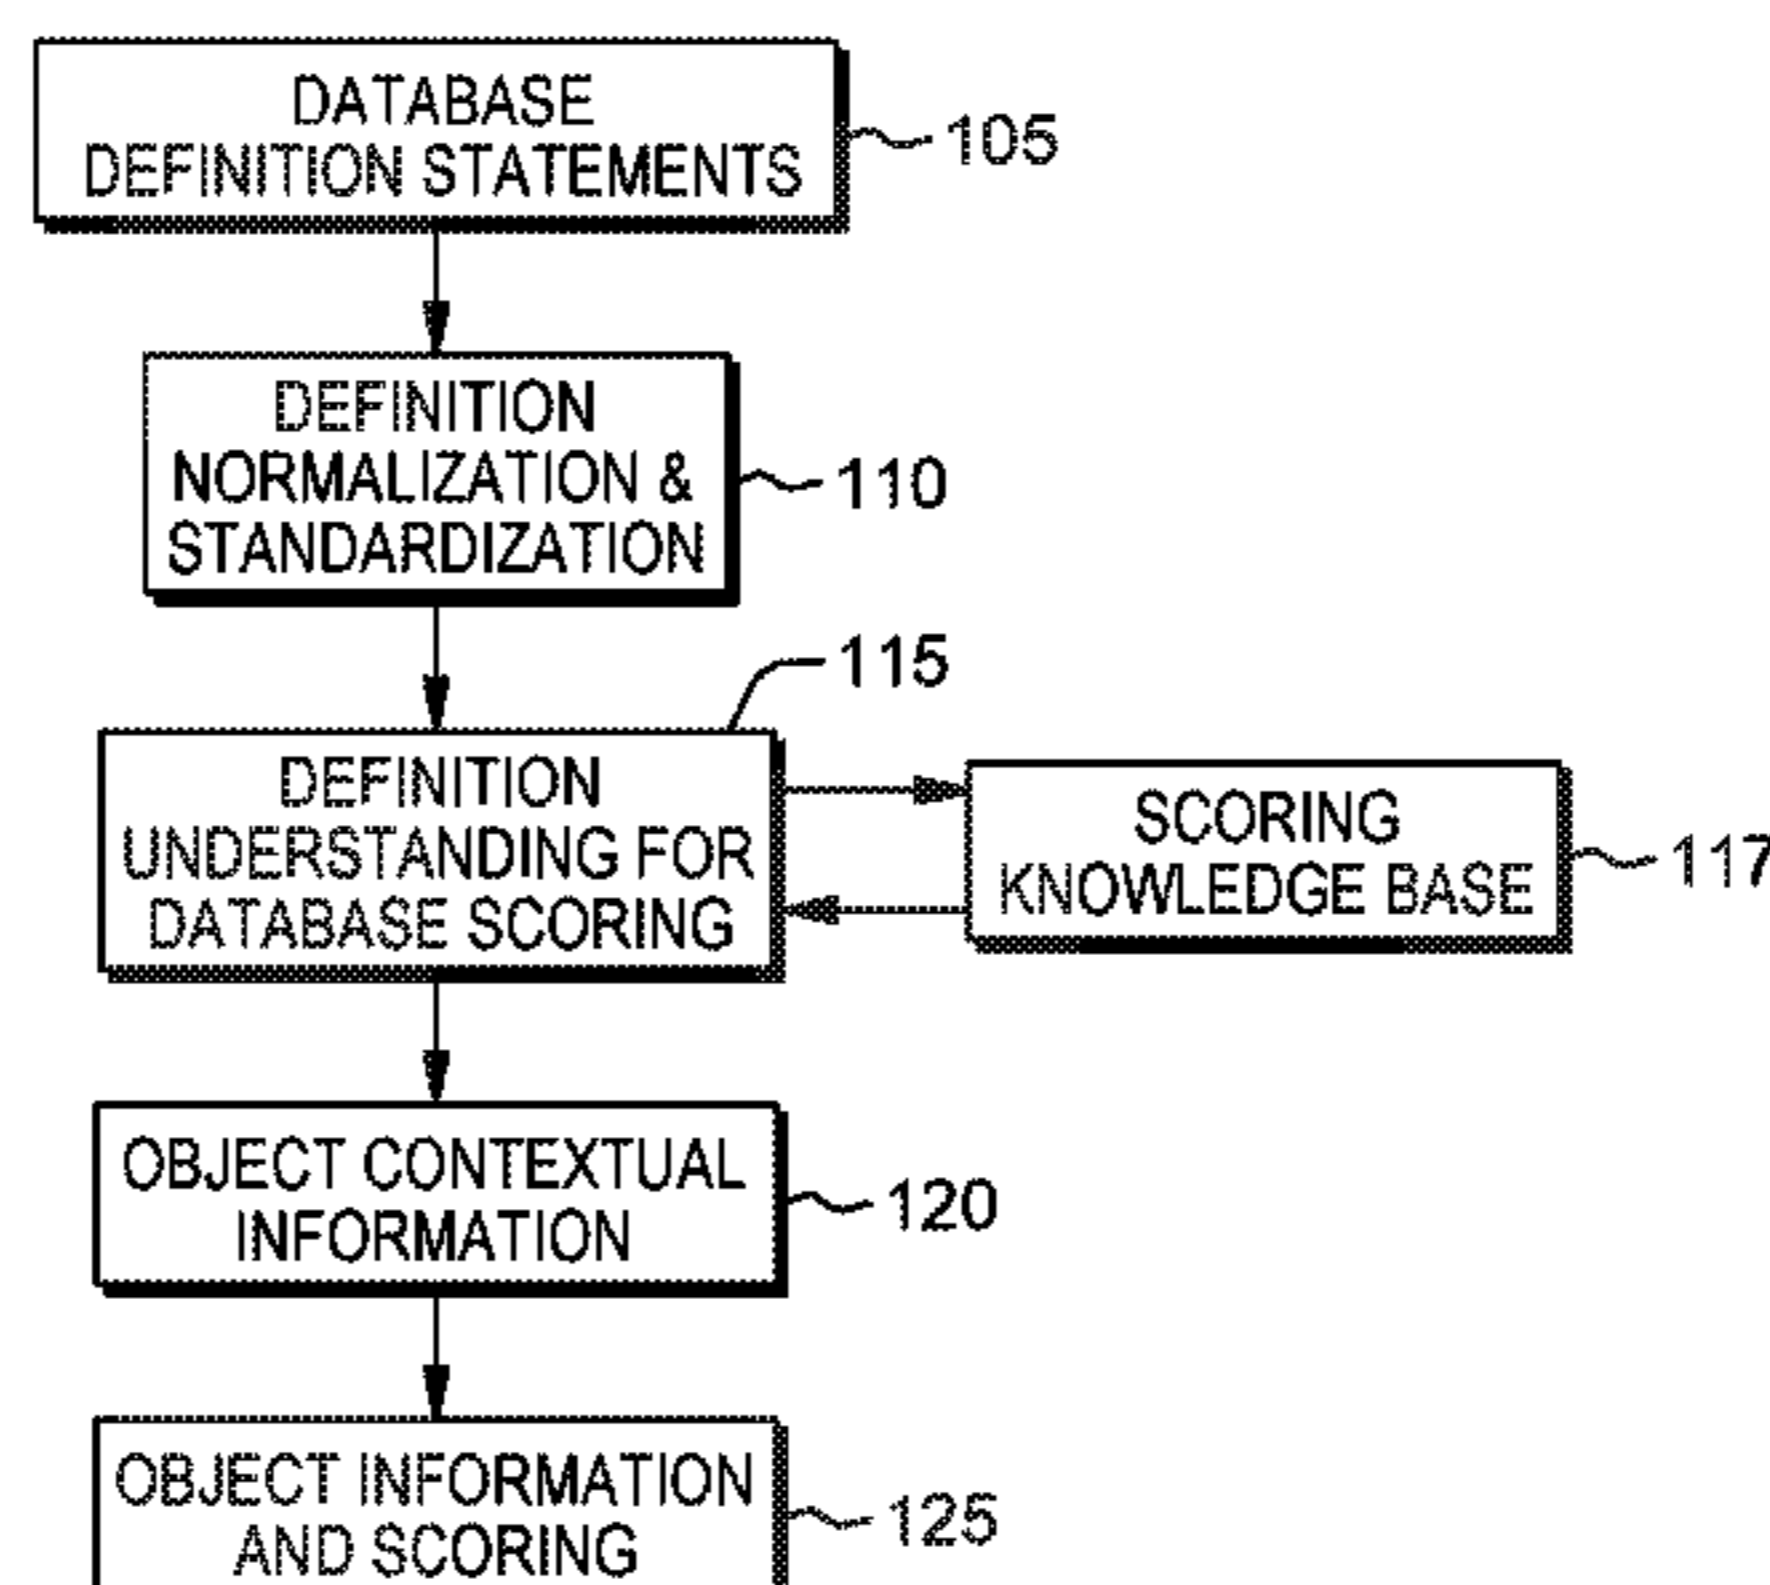 DATABASE
DEFINITION STATEMENTS
105
DEFINITION
NORMALIZATION &
STANDARDIZATION
110
115
DEFINITION
UNDERSTANDING FOR
DATABASE SCORING
SCORING
KNOWLEDGE BASE
117
OBJECT CONTEXTUAL
INFORMATION
120
OBJECT INFORMATION
AND SCORING
125